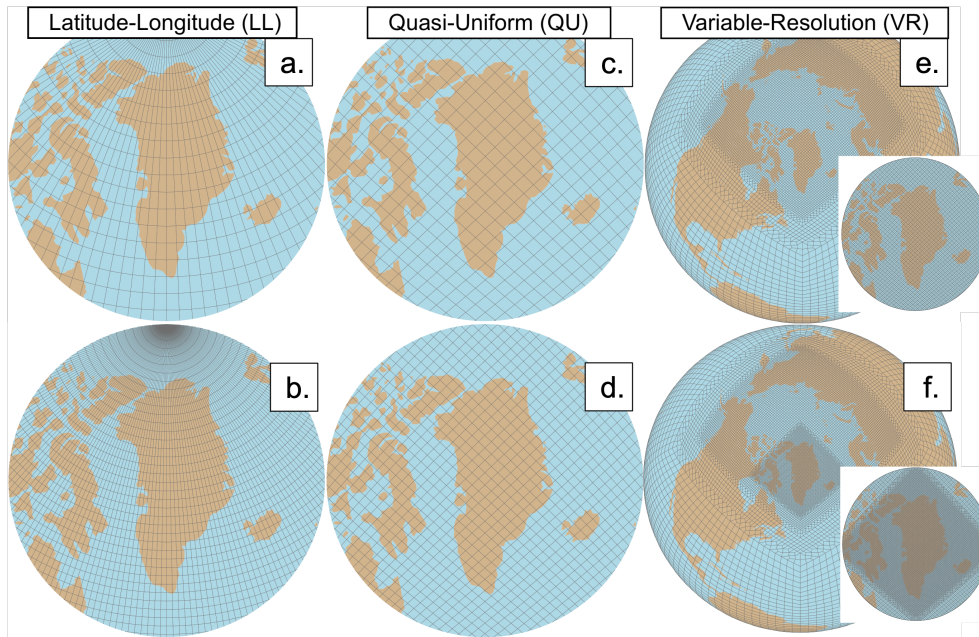 Latitude-Longitude (LL)
Quasi-Uniform (QU)
Variable-Resolution (VR)
a.
c.
e.
b.
d.
f.